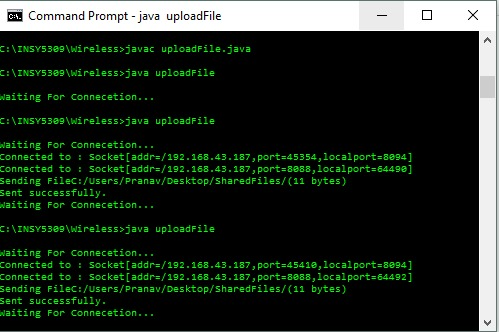 Command Prompt - java  uploadFile
C:\INSY5309\Wireless>javac uploadFile.java
C:\INSY5309\Wireless>java uploadFile
Waiting For Connecetion...
C:\INSY5309\Wireless>java uploadFile
Waiting For Connecetion...
Connected to : Socket[addr=/192.168.43.187,port=45354,localport=8094]
Connected to : Socket[addr=/192.168.43.187,port=8088,localport=64490]
Sending FileC:/Users/Pranav/Desktop/SharedFiles/(11 bytes)
Sent successfully.
Waiting For Connecetion...
C:\INSY5309\Wireless>java uploadFile
Waiting For Connecetion...
Connected to : Socket[addr=/192.168.43.187,port=45410,localport=8094]
Connected to : Socket[addr=/192.168.43.187,port=8088,localport=64492]
Sending FileC:/Users/Pranav/Desktop/SharedFiles/(11 bytes)
Sent successfully.
Waiting For Connecetion...